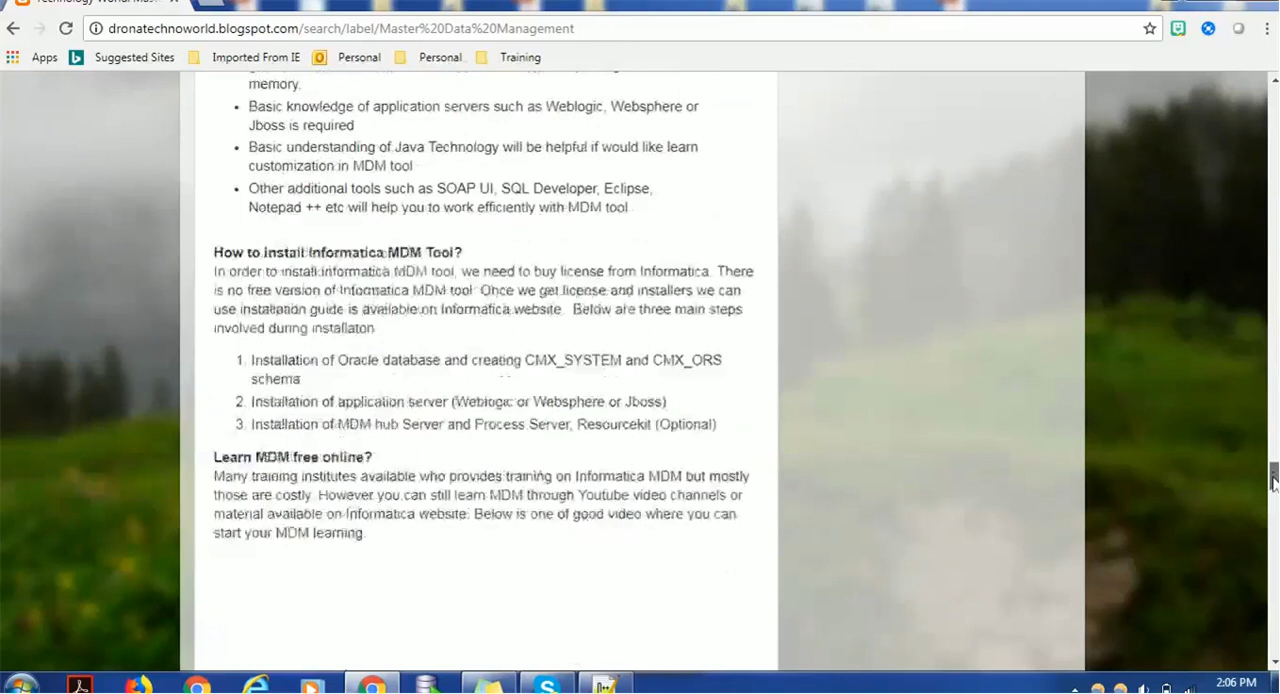 dronatechnoworld.blogspot.com/search/label/Master%20Data%20Management
Apps Suggested Sites Imported From IE Personal Personal Training
memory.
Basic knowledge of application servers such as Weblogic, Websphere or
Jboss is required
Basic understanding of Java Technology will be helpful if would like learn
customization in MDM tool
Other additional tools such as SOAP UI, SQL Developer, Eclipse,
Notepad ++ etc will help you to work efficiently with MDM tool
How to Install Informatica MDM Tool?
In order to install informatica MDM tool, we need to buy license from Informatica. There
is no free version of Informatica MDM tool Once we get license and installers we can
use installation guide is available on Informatica website. Below are three main steps
involved during installaton
1. Installation of Oracle database and creating CMX_SYSTEM and CMX_ORS
schema
2. Installation of application server (Weblogic or Websphere or Jboss)
3. Installation of MDM hub Server and Process Server, Resourcekit (Optional)
Learn MDM free online?
Many training institutes available who provides training on Informatica MDM but mostly
those are costly. However you can still learn MDM through Youtube video channels or
material available on Informatica website. Below is one of good video where you can
start your MDM learning.
2:06 PM